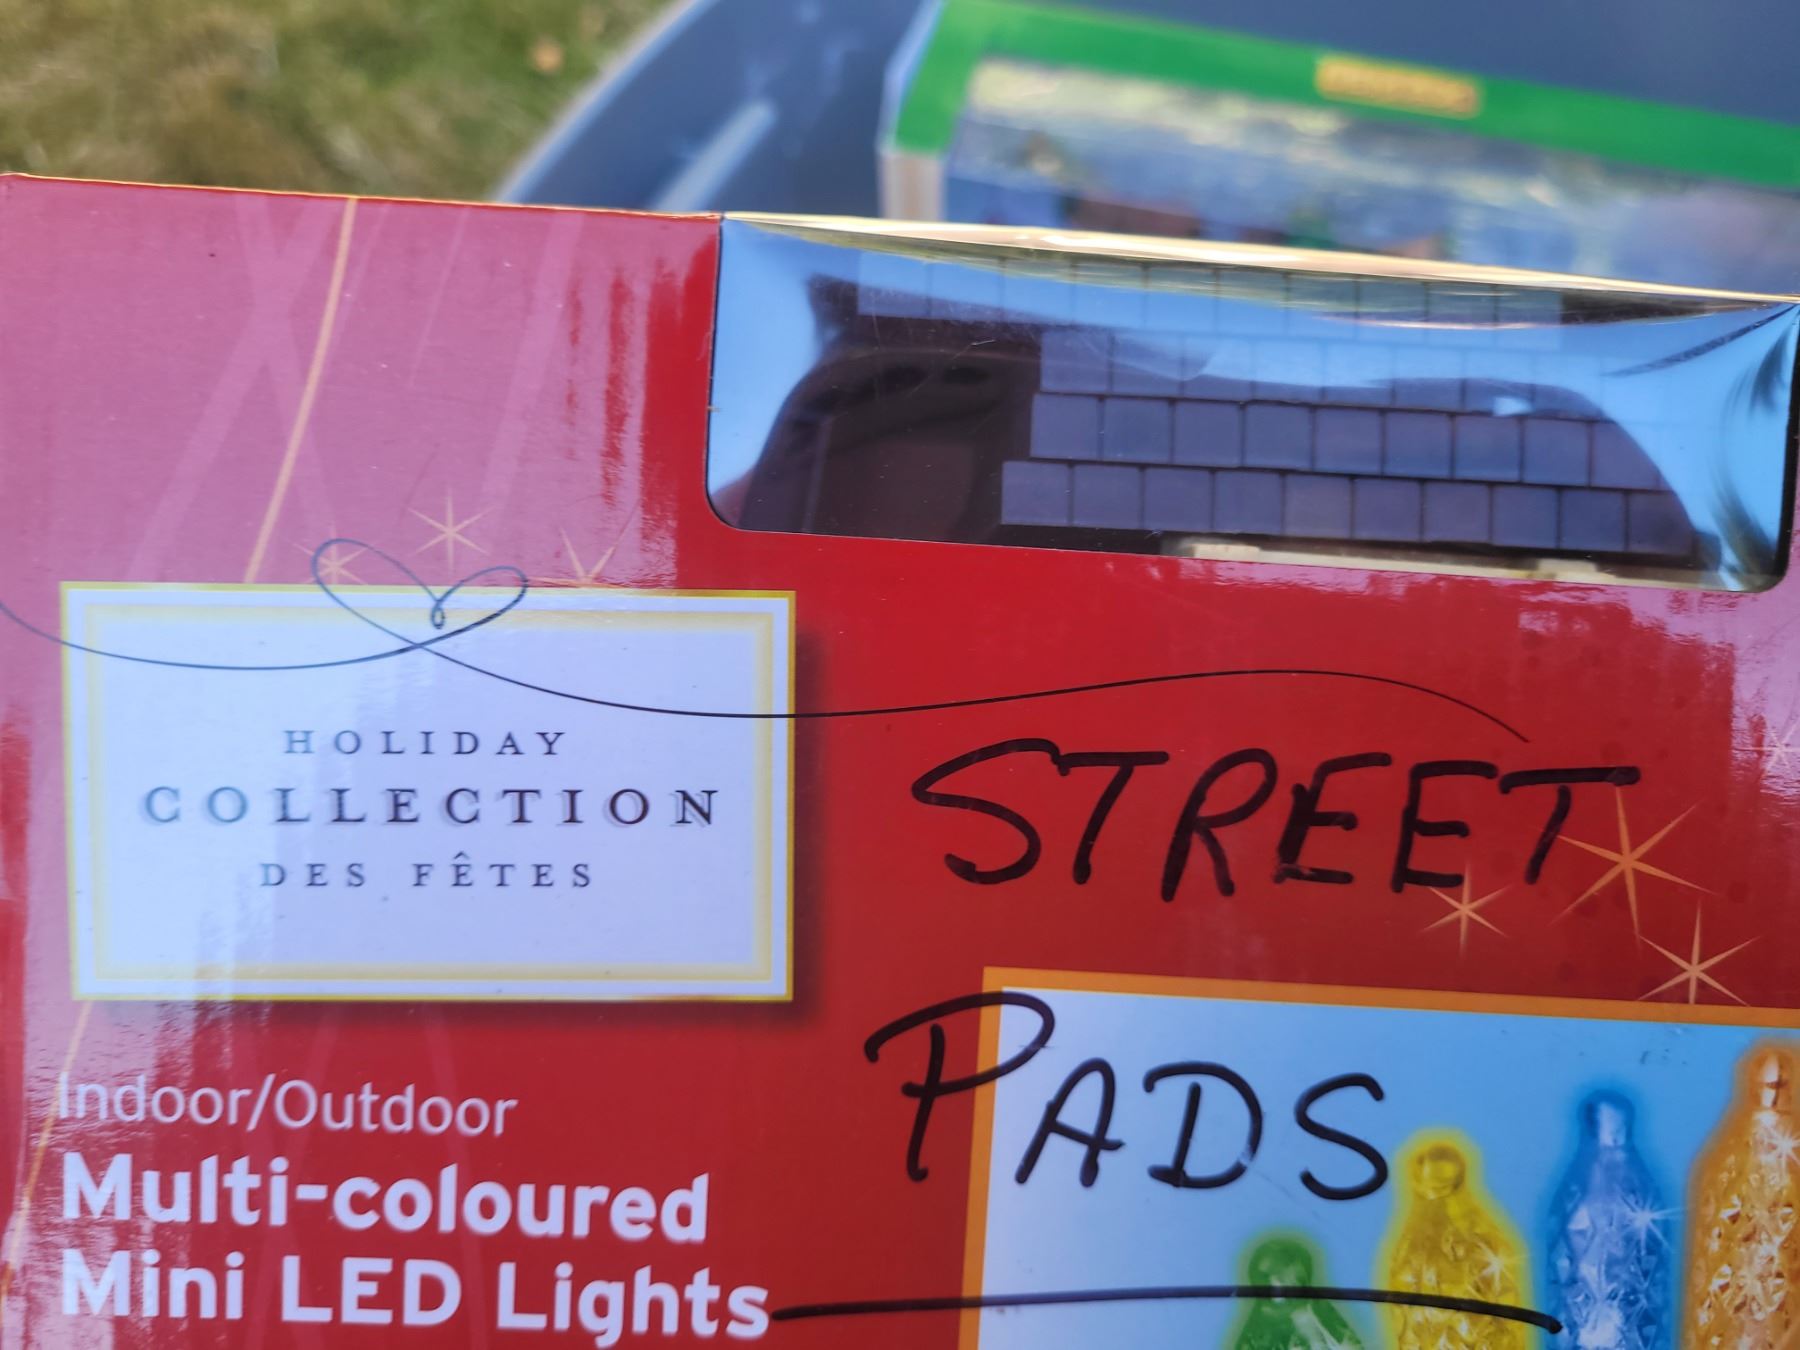 HOLIDAY
COLLECTION
DES FÊTES
STREET
PADS
Indoor/Outdoor
Multi-coloured
Mini LED Lights